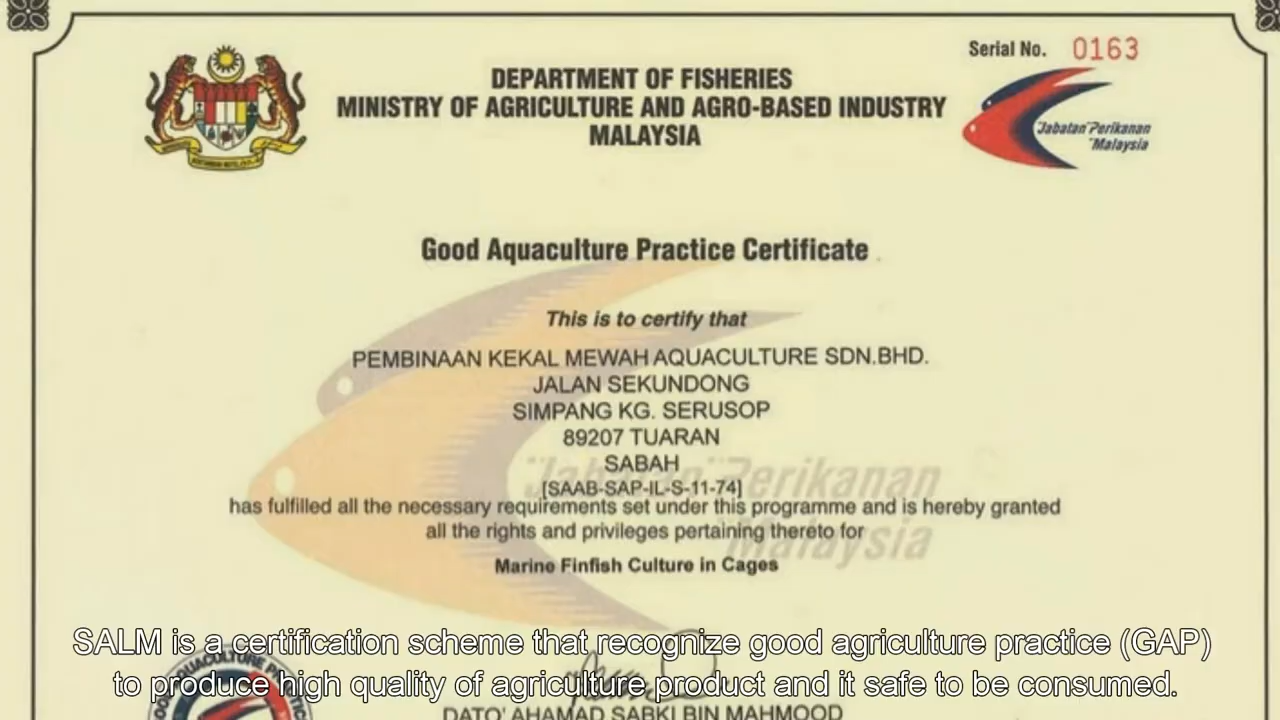 Serial No. 0163
DEPARTMENT OF FISHERIES
MINISTRY OF AGRICULTURE AND AGRO-BASED INDUSTRY
MALAYSIA
Jabatan Perikanan
Malaysia
Good Aquaculture Practice Certificate
This is to certify that
PEMBINAAN KEKAL MEWAH AQUACULTURE SDN.BHD.
JALAN SEKUNDONG
SIMPANG KG. SERUSOP
89207 TUARAN
SABAH
[SAAB-SAP-IL-S-11-74]
Jabatan Perikanan
Malaysia
has fulfilled all the necessary requirements set under this programme and is hereby granted
all the rights and privileges pertaining thereto for
Marine Finfish Culture in Cages
SALM is a certification scheme that recognize good agriculture practice (GAP)
to produce high quality of agriculture product and it safe to be consumed.
DATO' AHAMAD SABKI BIN MAHMOOD